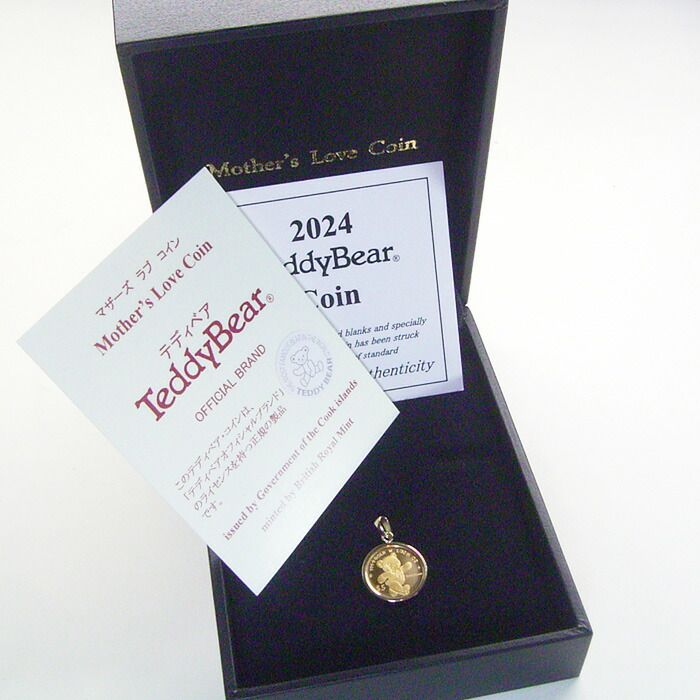 Mother's Love Coin
2024
ddyBear®
Coin
d blanks and specially
in has been struck
of standard
thenticity
マザーズ ラブ コイン
Mother's Love Coin
テディベア
TeddyBear®
OFFICIAL BRAND
TEDDY BEAR
このテディベア・コインは、
「テディベアオフィシャルブランド」
のライセンスを持つ正規の製品
です。
issued by Government of the Cook islands
minted by British Royal Mint